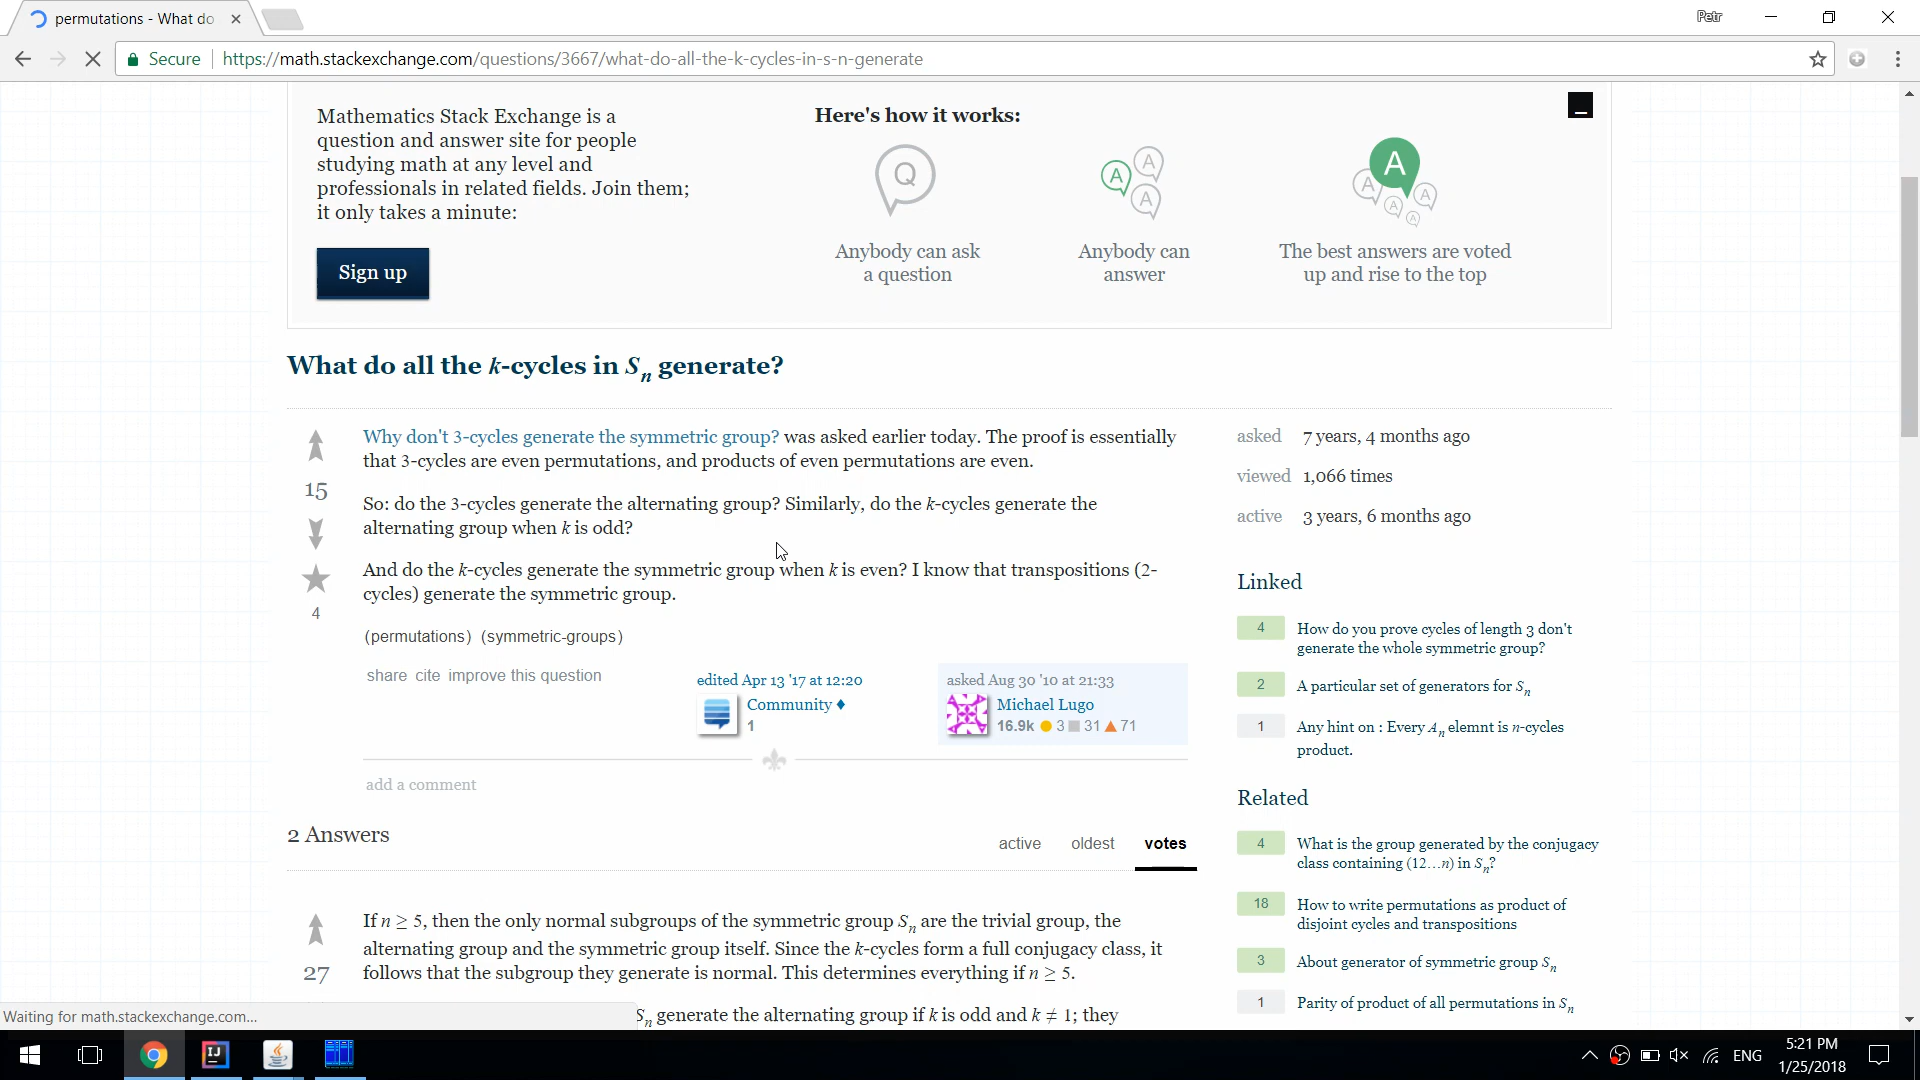 permutations - What do
Petr
Secure
https://math.stackexchange.com/questions/3667/what-do-all-the-k-cycles-in-s-n-generate
Mathematics Stack Exchange is a
question and answer site for people
studying math at any level and
professionals in related fields. Join them;
it only takes a minute:
Sign up
Here's how it works:
Q
A
A
A
A
A
A
A
A
Anybody can ask
a question
Anybody can
answer
The best answers are voted
up and rise to the top
What do all the k-cycles in Sn generate?
15
4
Why don't 3-cycles generate the symmetric group? was asked earlier today. The proof is essentially
that 3-cycles are even permutations, and products of even permutations are even.
So: do the 3-cycles generate the alternating group? Similarly, do the k-cycles generate the
alternating group when k is odd?
And do the k-cycles generate the symmetric group when k is even? I know that transpositions (2-
cycles) generate the symmetric group.
(permutations) (symmetric-groups)
share cite improve this question
edited Apr 13 '17 at 12:20
Community ♦
1
asked Aug 30 '10 at 21:33
Michael Lugo
16.9k 3 31 71
add a comment
2 Answers
active oldest votes
27
If n ≥ 5, then the only normal subgroups of the symmetric group Sn are the trivial group, the
alternating group and the symmetric group itself. Since the k-cycles form a full conjugacy class, it
follows that the subgroup they generate is normal. This determines everything if n ≥ 5.
Sn generate the alternating group if k is odd and k ≠ 1; they
asked 7 years, 4 months ago
viewed 1,066 times
active 3 years, 6 months ago
Linked
4 How do you prove cycles of length 3 don't
generate the whole symmetric group?
2 A particular set of generators for Sn
1 Any hint on : Every An elemnt is n-cycles
product.
Related
4 What is the group generated by the conjugacy
class containing (12…n) in Sn?
18 How to write permutations as product of
disjoint cycles and transpositions
3 About generator of symmetric group Sn
1 Parity of product of all permutations in Sn
Waiting for math.stackexchange.com...
IJ
ENG
5:21 PM
1/25/2018